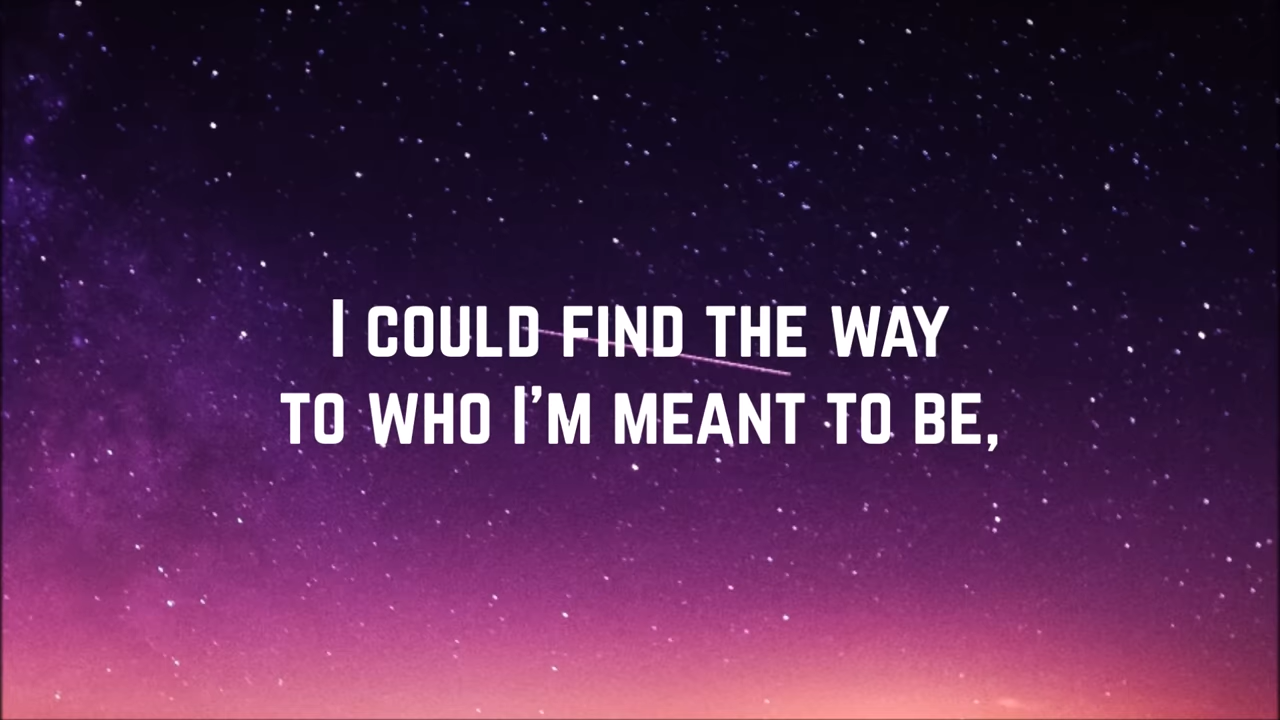 I COULD FIND THE WAY
TO WHO I'M MEANT TO BE,